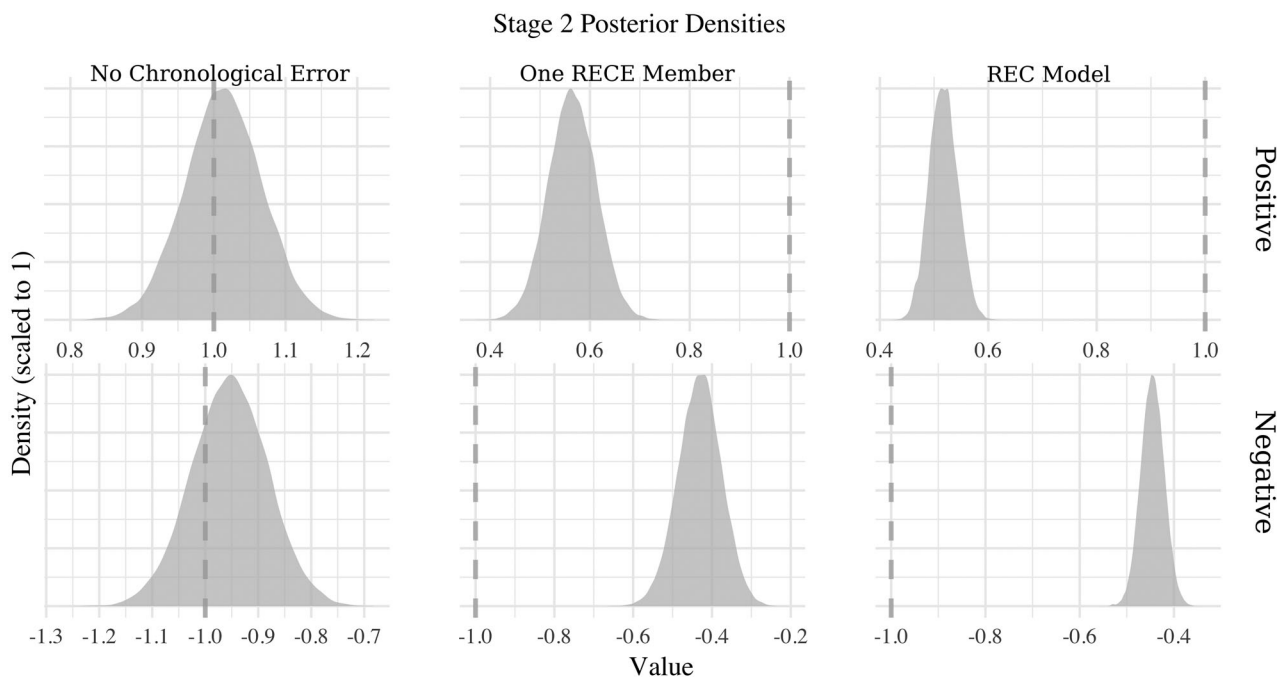 Stage 2 Posterior Densities
No Chronological Error
One RECE Member
REC Model
Positive
0.8 0.9 1.0 1.1 1.2
0.4 0.6 0.8 1.0
0.4 0.6 0.8 1.0
Density (scaled to 1)
Negative
-1.3 -1.2 -1.1 -1.0 -0.9 -0.8 -0.7
-1.0 -0.8 -0.6 -0.4 -0.2
-1.0 -0.8 -0.6 -0.4
Value